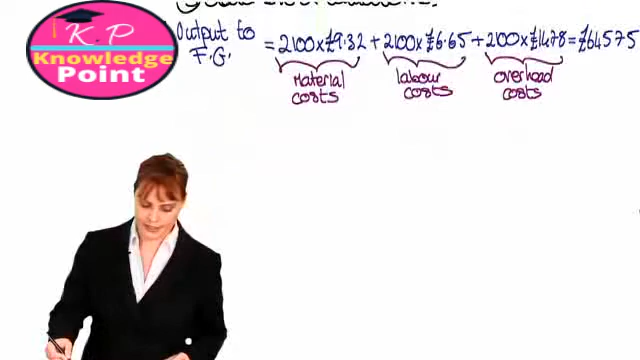 K.P
Knowledge
Point
Output to
F.G.
= 2100 x £9.32 + 2100 x £6.65 + 2100 x £14.78 = £64575
Material costs
labour costs
overhead costs